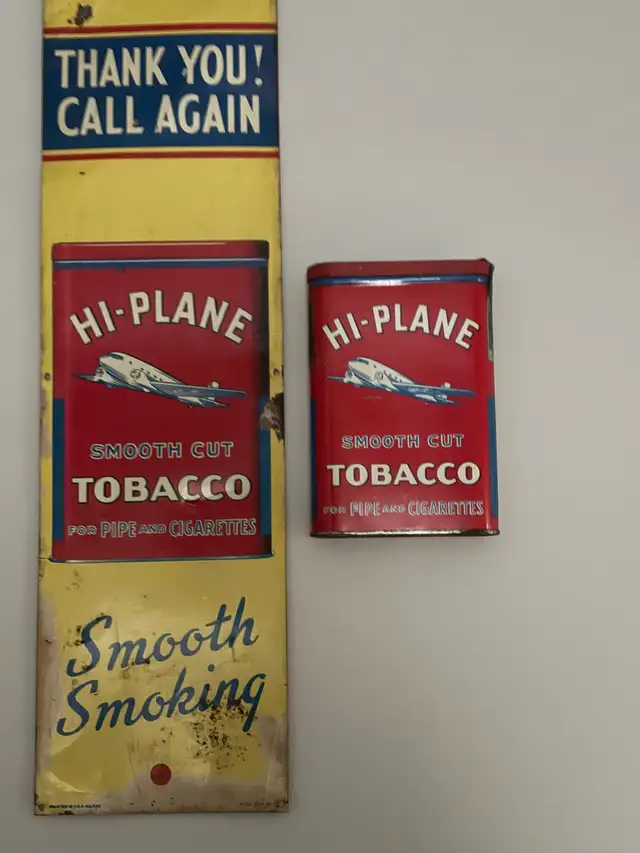 THANK YOU!
CALL AGAIN
HI-PLANE
SMOOTH CUT
TOBACCO
FOR PIPE AND CIGARETTES
Smooth
Smoking
HI-PLANE
SMOOTH CUT
TOBACCO
FOR PIPE AND CIGARETTES